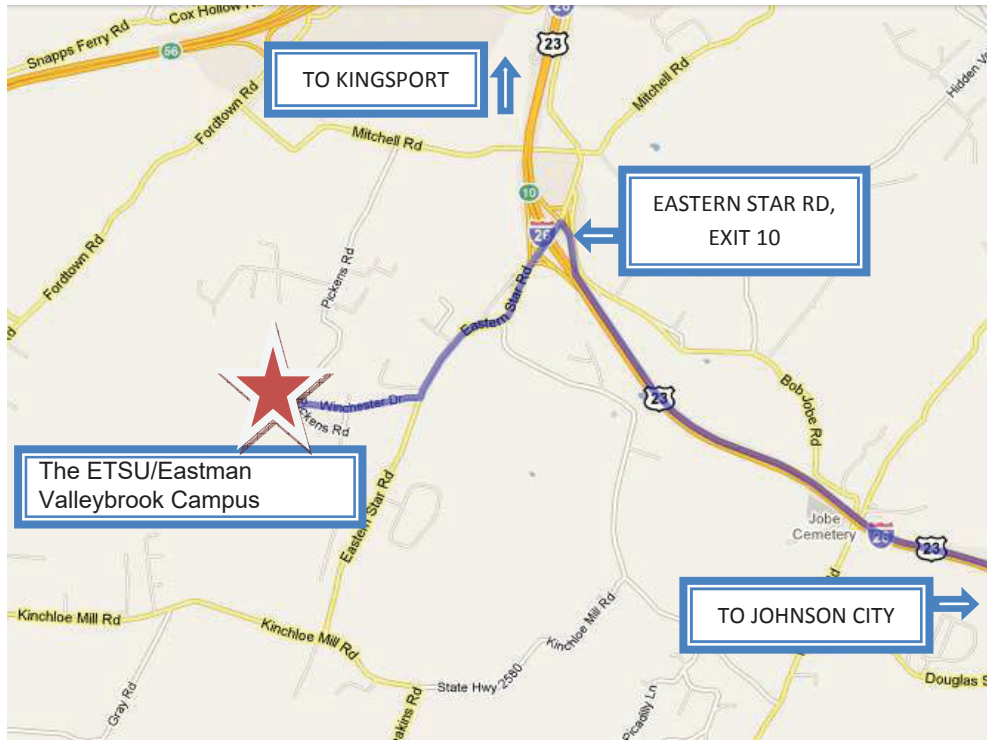 Cox Hollow Rd
26
Snapps Ferry Rd
56
23
TO KINGSPORT
Fordtown Rd
Mitchell Rd
Mitchell Rd
10
EASTERN STAR RD,
EXIT 10
26
Fordtown Rd
Pickens Rd
Eastern Star Rd
23
Bob Jobe Rd
Winchester Dr
Pickens Rd
The ETSU/Eastman
Valleybrook Campus
Eastern Star Rd
Jobe
Cemetery
26
23
TO JOHNSON CITY
Kinchloe Mill Rd
Kinchloe Mill Rd
Kinchloe Mill Rd
State Hwy 2580
Gray Rd
Picadilly Ln
Douglas S